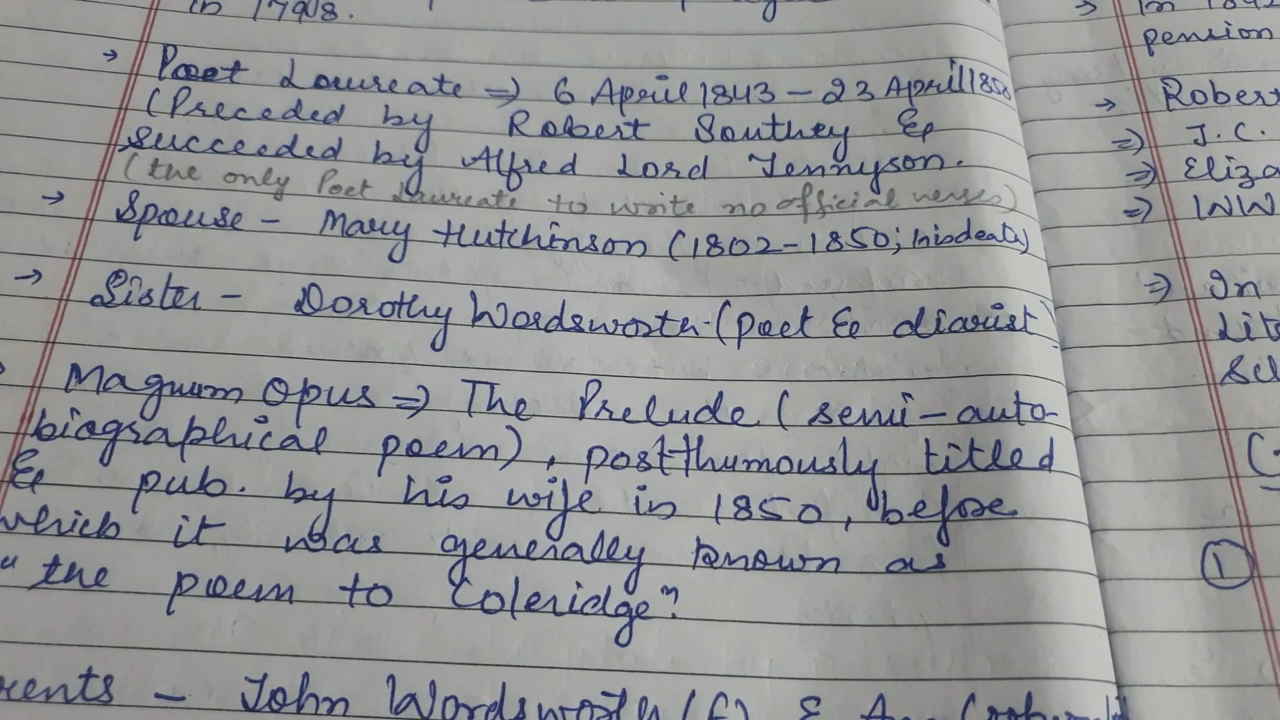 in 1798.
→ Poet Laureate ⇒ 6 April 1843 – 23 April 1850
(Preceded by Robert Southey &
succeeded by Alfred Lord Tennyson.
(the only Poet Laureate to write no official verses)
→ Spouse – Mary Hutchinson (1802–1850; his death)
→ Sister – Dorothy Wordsworth (poet & diarist)
Magnum Opus ⇒ The Prelude (semi-auto-
biographical poem), posthumously titled
& pub. by his wife in 1850, before
which it was generally known as
"the poem to Coleridge".
John Wordsworth (f) &
pension
→ Robert
⇒ J.C.
⇒ Eliza
⇒ WW
⇒ In
Lit
①